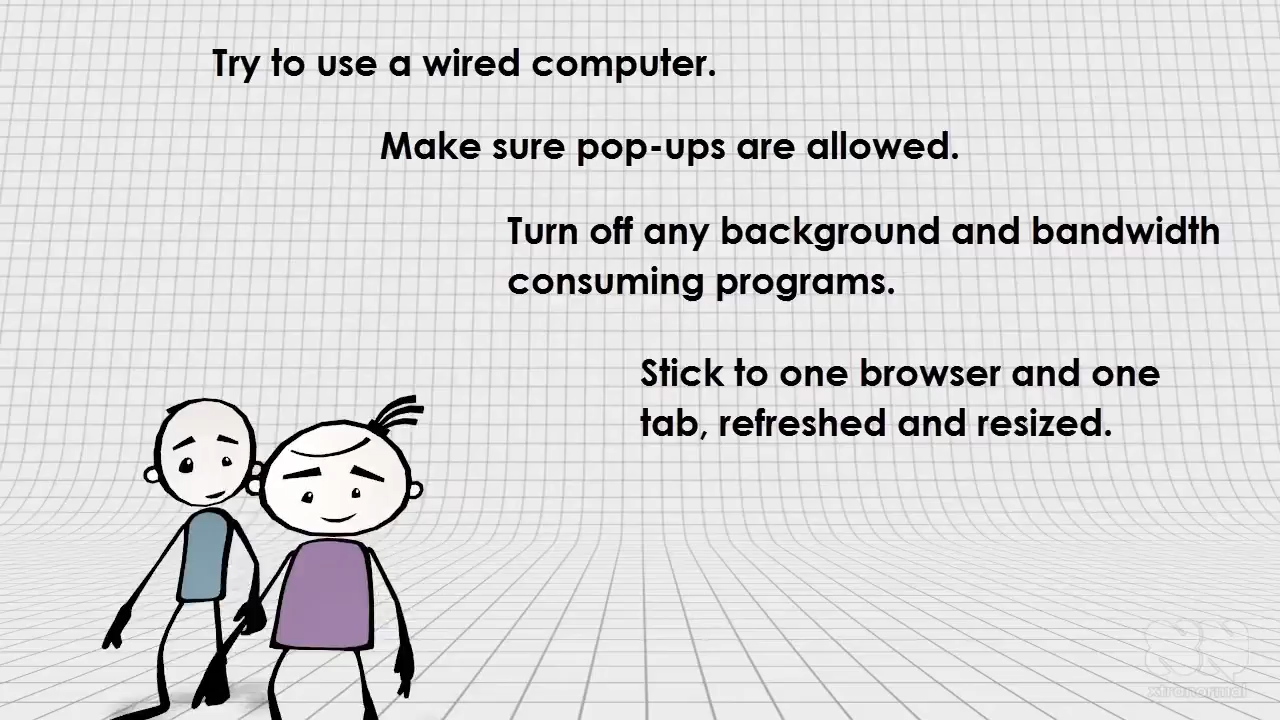 Try to use a wired computer.
Make sure pop-ups are allowed.
Turn off any background and bandwidth
consuming programs.
Stick to one browser and one
tab, refreshed and resized.
xtranormal